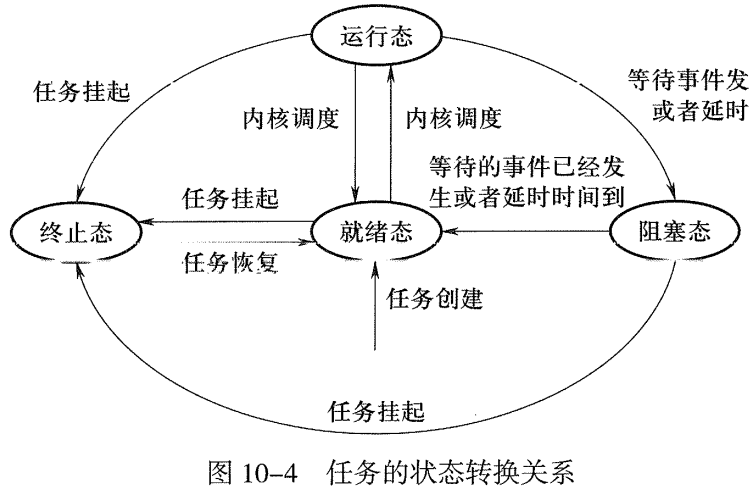 运行态
任务挂起
等待事件发
或者延时
内核调度
内核调度
等待的事件已经发
生或者延时时间到
任务挂起
终止态
就绪态
阻塞态
任务恢复
任务创建
任务挂起
图 10-4 任务的状态转换关系